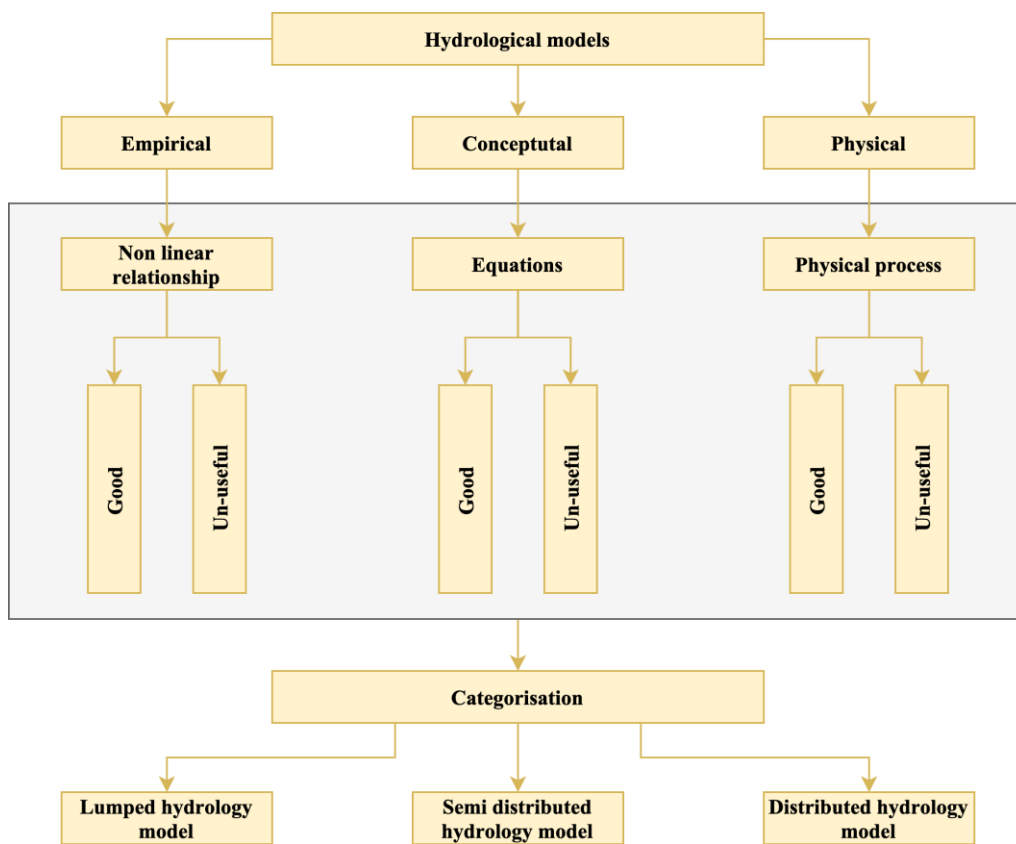 Hydrological models
Empirical
Conceptutal
Physical
Non linear
relationship
Equations
Physical process
Good
Un-useful
Good
Un-useful
Good
Un-useful
Categorisation
Lumped hydrology
model
Semi distributed
hydrology model
Distributed hydrology
model